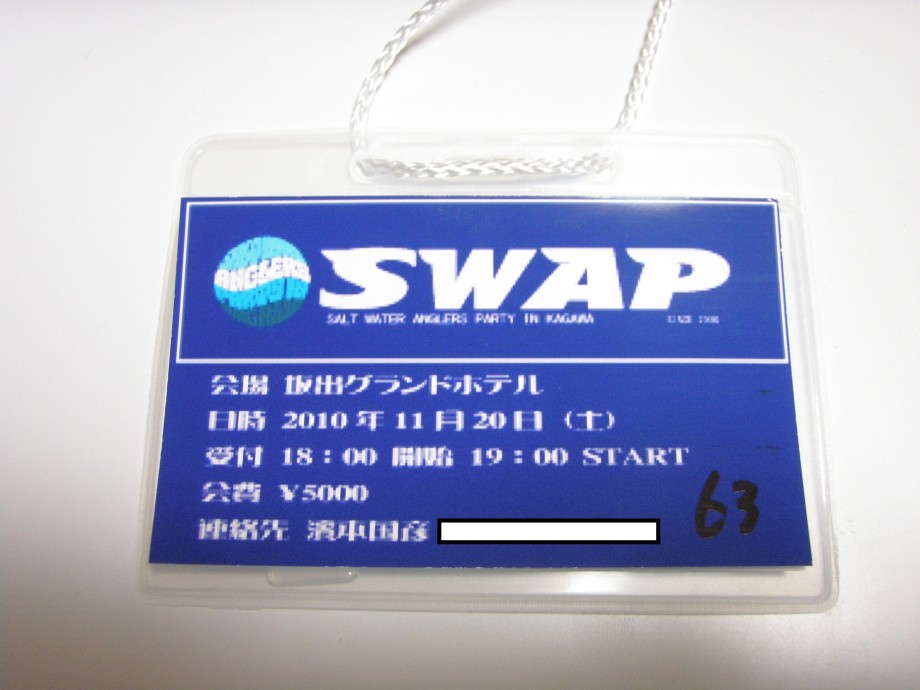 ANGLERS
SWAP
SALT WATER ANGLERS PARTY IN KAGAWA
会場 坂出グランドホテル
日時 2010年11月20日(土)
受付 18:00 開始 19:00 START
会費 ¥5000
連絡先 濱本国彦
63